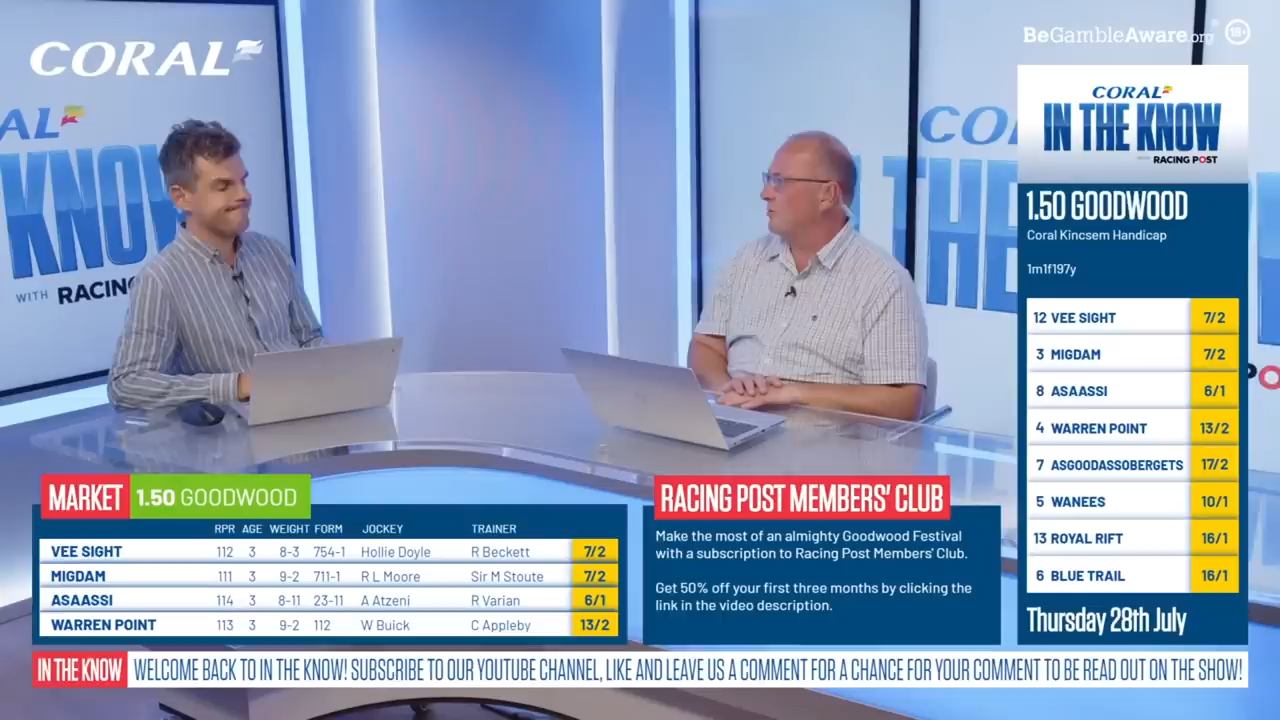 CORAL
BeGambleAware.org 18+
AL
KNOW
WITH RACING
CO
THE
CORAL
IN THE KNOW
WITH RACING POST
1.50 GOODWOOD
Coral Kincsem Handicap
1m1f197y
12 VEE SIGHT 7/2
3 MIGDAM 7/2
8 ASAASSI 6/1
4 WARREN POINT 13/2
7 ASGOODASSOBERGETS 17/2
5 WANEES 10/1
13 ROYAL RIFT 16/1
6 BLUE TRAIL 16/1
Thursday 28th July
MARKET 1.50 GOODWOOD
RPR AGE WEIGHT FORM JOCKEY TRAINER
VEE SIGHT 112 3 8-3 754-1 Hollie Doyle R Beckett 7/2
MIGDAM 111 3 9-2 711-1 R L Moore Sir M Stoute 7/2
ASAASSI 114 3 8-11 23-11 A Atzeni R Varian 6/1
WARREN POINT 113 3 9-2 112 W Buick C Appleby 13/2
RACING POST MEMBERS' CLUB
Make the most of an almighty Goodwood Festival
with a subscription to Racing Post Members' Club.
Get 50% off your first three months by clicking the
link in the video description.
IN THE KNOW WELCOME BACK TO IN THE KNOW! SUBSCRIBE TO OUR YOUTUBE CHANNEL, LIKE AND LEAVE US A COMMENT FOR A CHANCE FOR YOUR COMMENT TO BE READ OUT ON THE SHOW!